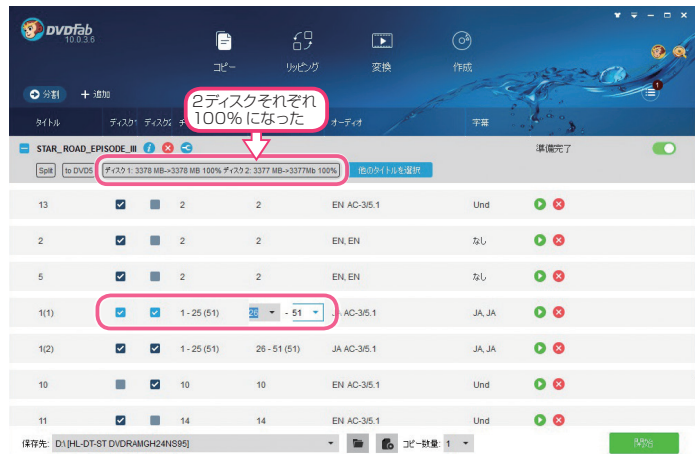 DVDFab
10.0.3.6
コピー
リッピング
変換
作成
分割
追加
1
2ディスクそれぞれ
100%になった
タイトル
ディスク1
ディスク2
オーディオ
字幕
STAR_ROAD_EPISODE_III
準備完了
Split
to DVD5
ディスク1: 3378 MB->3378 MB 100% ディスク2: 3377 MB->3377Mb 100%
他のタイトルを選択
13 2 2 EN AC-3/5.1 Und
2 2 2 EN, EN なし
5 2 2 EN, EN なし
1(1) 1 - 25 (51) 26 - 51 JA AC-3/5.1 JA, JA
1(2) 1 - 25 (51) 26 - 51 (51) JA AC-3/5.1 JA, JA
10 10 10 EN AC-3/5.1 Und
11 14 14 EN AC-3/5.1 Und
保存先: D:\ [HL-DT-ST DVDRAMGH24NS95] コピー数量: 1 開始